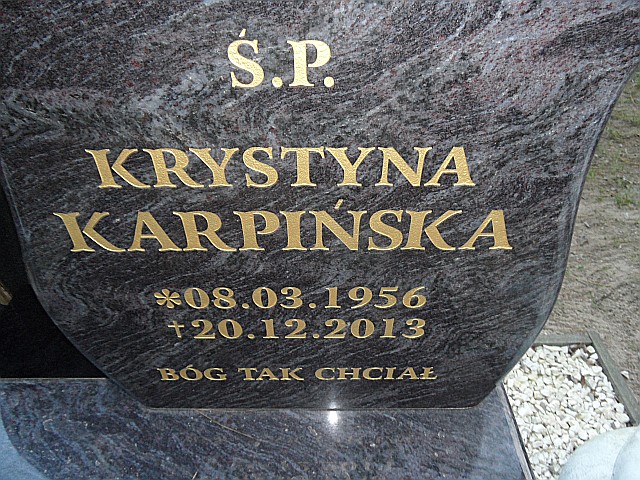 Ś.P.
KRYSTYNA
KARPIŃSKA
*08.03.1956
†20.12.2013
BÓG TAK CHCIAŁ